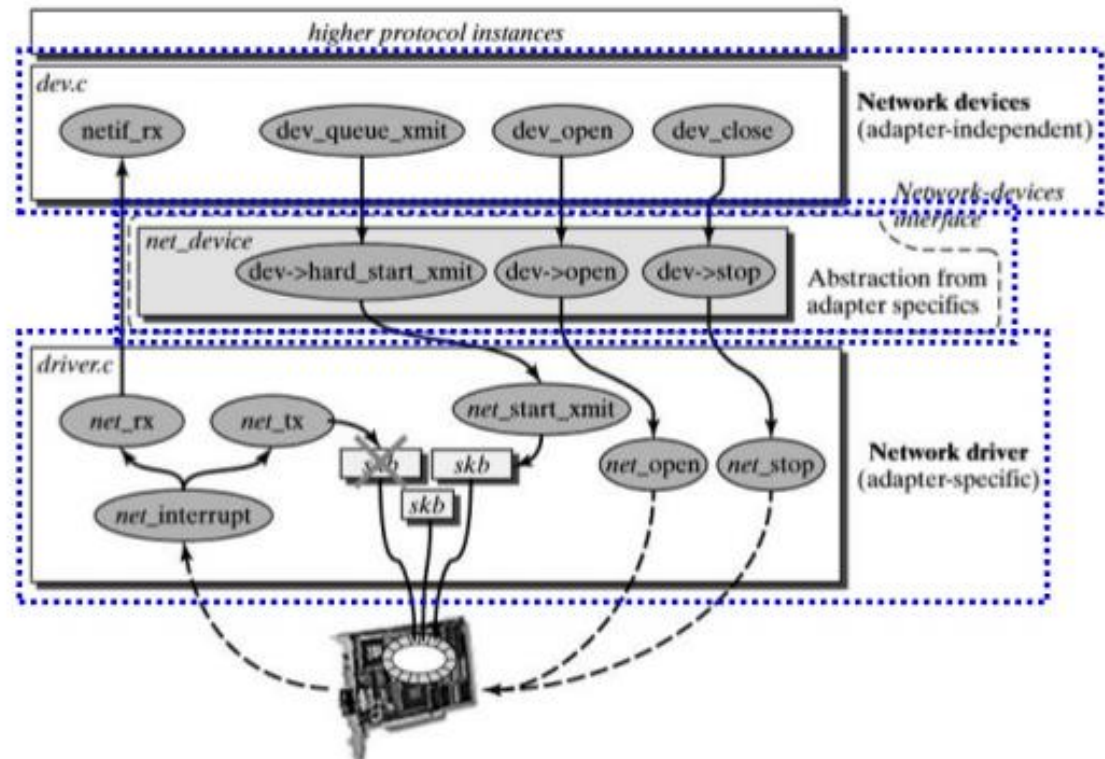 higher protocol instances
dev.c
netif_rx
dev_queue_xmit
dev_open
dev_close
Network devices
(adapter-independent)
Network-devices
interface
net_device
dev->hard_start_xmit
dev->open
dev->stop
Abstraction from
adapter specifics
driver.c
net_rx
net_tx
net_start_xmit
skb
skb
skb
net_open
net_stop
Network driver
(adapter-specific)
net_interrupt